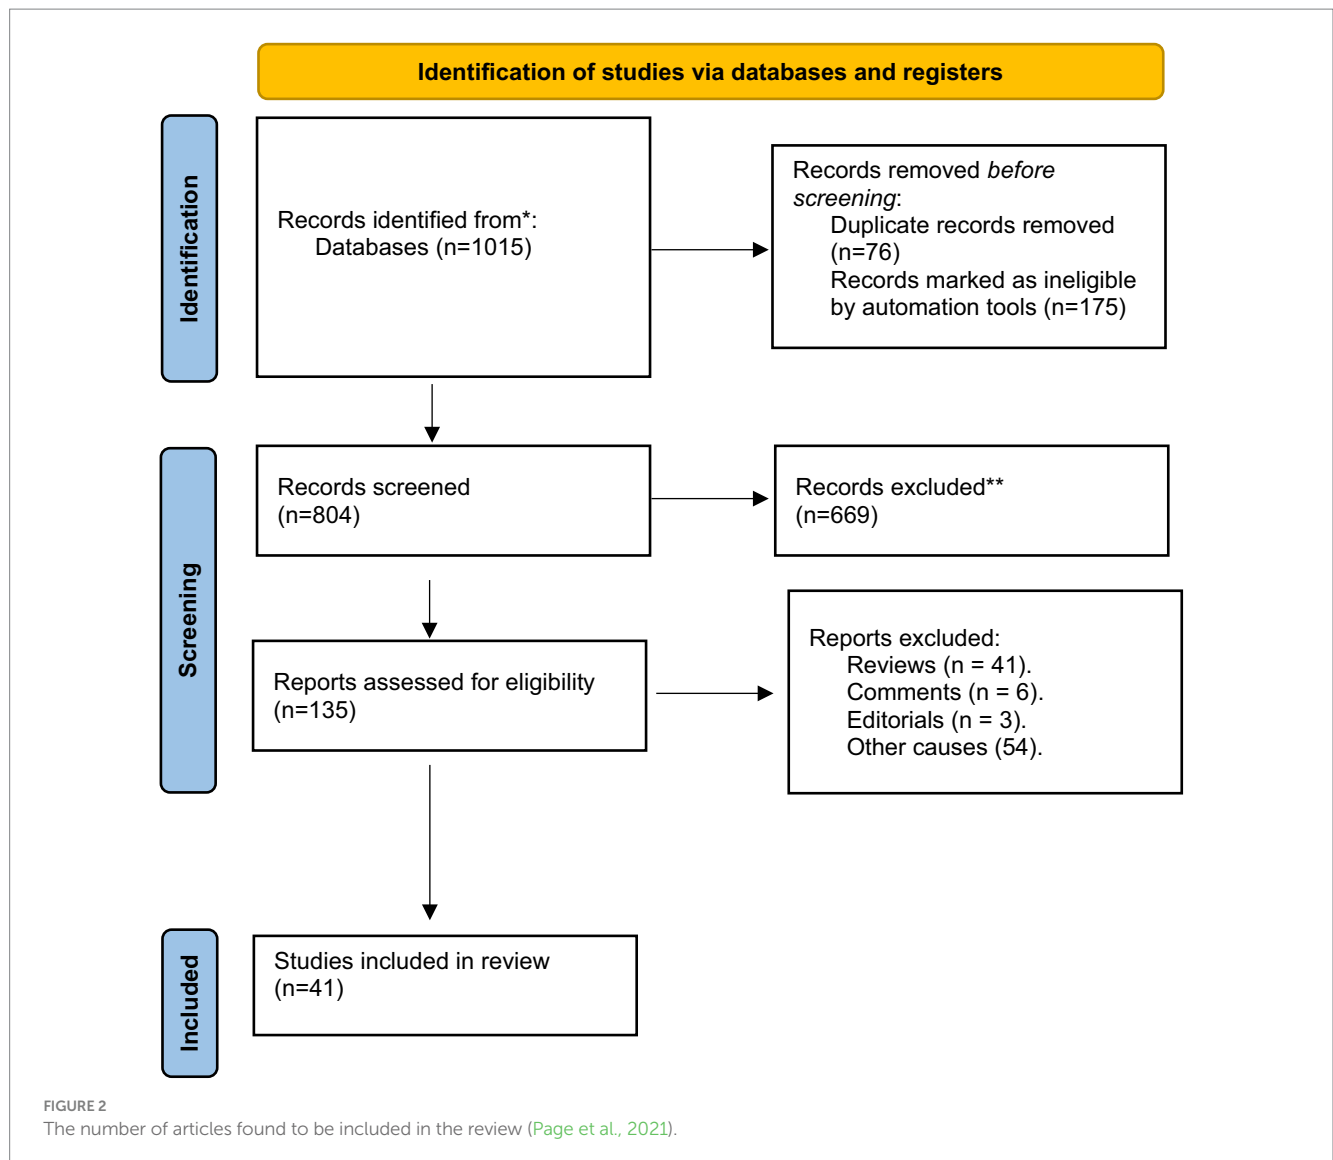 Identification of studies via databases and registers
Identification
Records identified from*:
Databases (n=1015)
Records removed before
screening:
Duplicate records removed
(n=76)
Records marked as ineligible
by automation tools (n=175)
Screening
Records screened
(n=804)
Records excluded**
(n=669)
Reports assessed for eligibility
(n=135)
Reports excluded:
Reviews (n = 41).
Comments (n = 6).
Editorials (n = 3).
Other causes (54).
Included
Studies included in review
(n=41)
FIGURE 2
The number of articles found to be included in the review (Page et al., 2021).